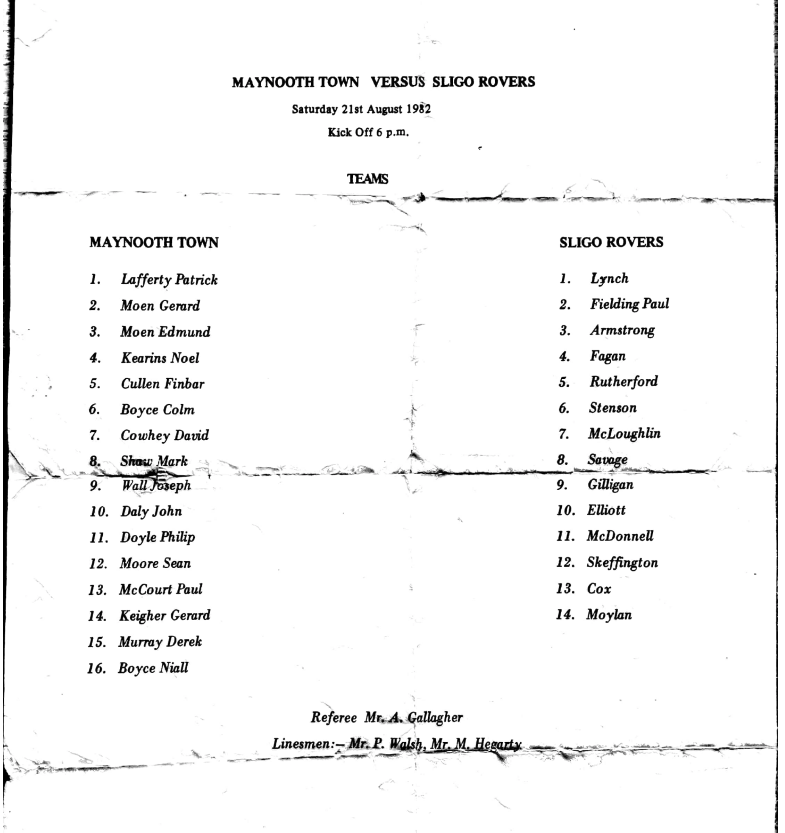 MAYNOOTH TOWN VERSUS SLIGO ROVERS
Saturday 21st August 1982
Kick Off 6 p.m.
TEAMS
MAYNOOTH TOWN
1. Lafferty Patrick
2. Moen Gerard
3. Moen Edmund
4. Kearins Noel
5. Cullen Finbar
6. Boyce Colm
7. Cowhey David
8. Shaw Mark
9. Wall Joseph
10. Daly John
11. Doyle Philip
12. Moore Sean
13. McCourt Paul
14. Keigher Gerard
15. Murray Derek
16. Boyce Niall
SLIGO ROVERS
1. Lynch
2. Fielding Paul
3. Armstrong
4. Fagan
5. Rutherford
6. Stenson
7. McLoughlin
8. Savage
9. Gilligan
10. Elliott
11. McDonnell
12. Skeffington
13. Cox
14. Moylan
Referee Mr. A. Gallagher
Linesmen:– Mr. P. Walsh, Mr. M. Hegarty